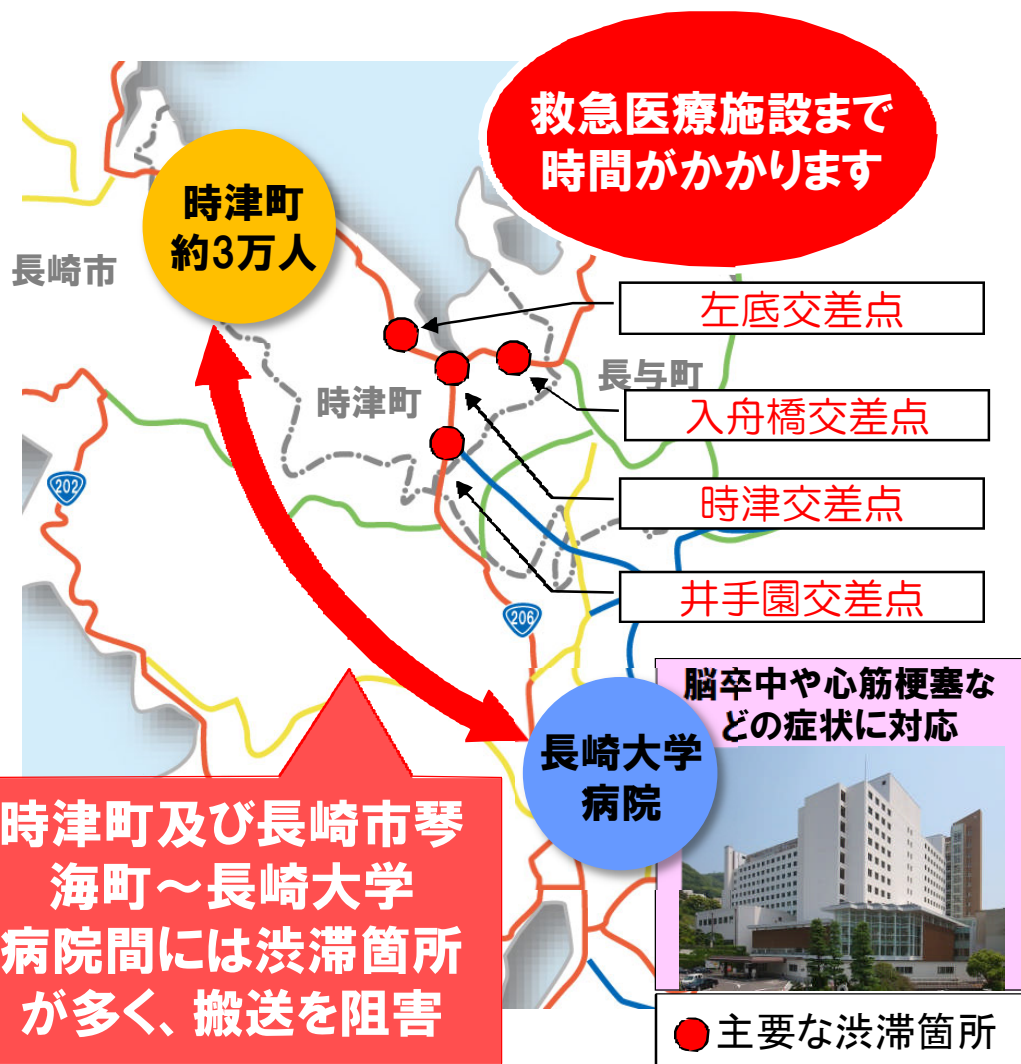 救急医療施設まで
時間がかかります
時津町
約3万人
長崎市
左底交差点
長与町
時津町
入舟橋交差点
202
時津交差点
井手園交差点
206
脳卒中や心筋梗塞な
どの症状に対応
長崎大学
病院
時津町及び長崎市琴
海町～長崎大学
病院間には渋滞箇所
が多く、搬送を阻害
主要な渋滞箇所